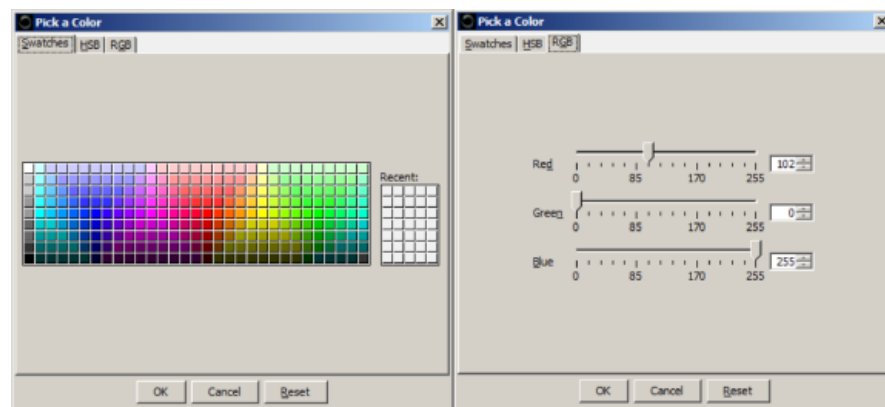 Pick a Color
Swatches HSB RGB
Recent:
OK Cancel Reset
Pick a Color
Swatches HSB RGB
Red 102
0 85 170 255
Green 0
0 85 170 255
Blue 255
0 85 170 255
OK Cancel Reset